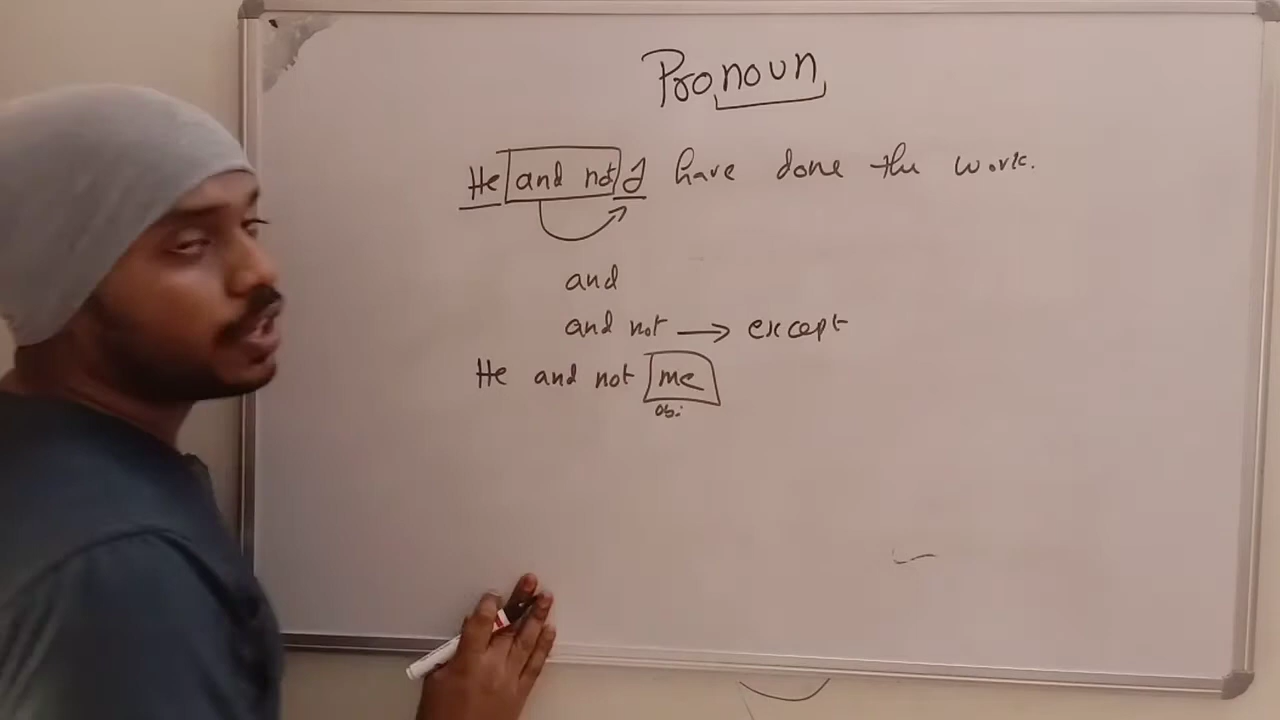 Pronoun
He and not I have done the work.
and
and not → except
He and not me
obj